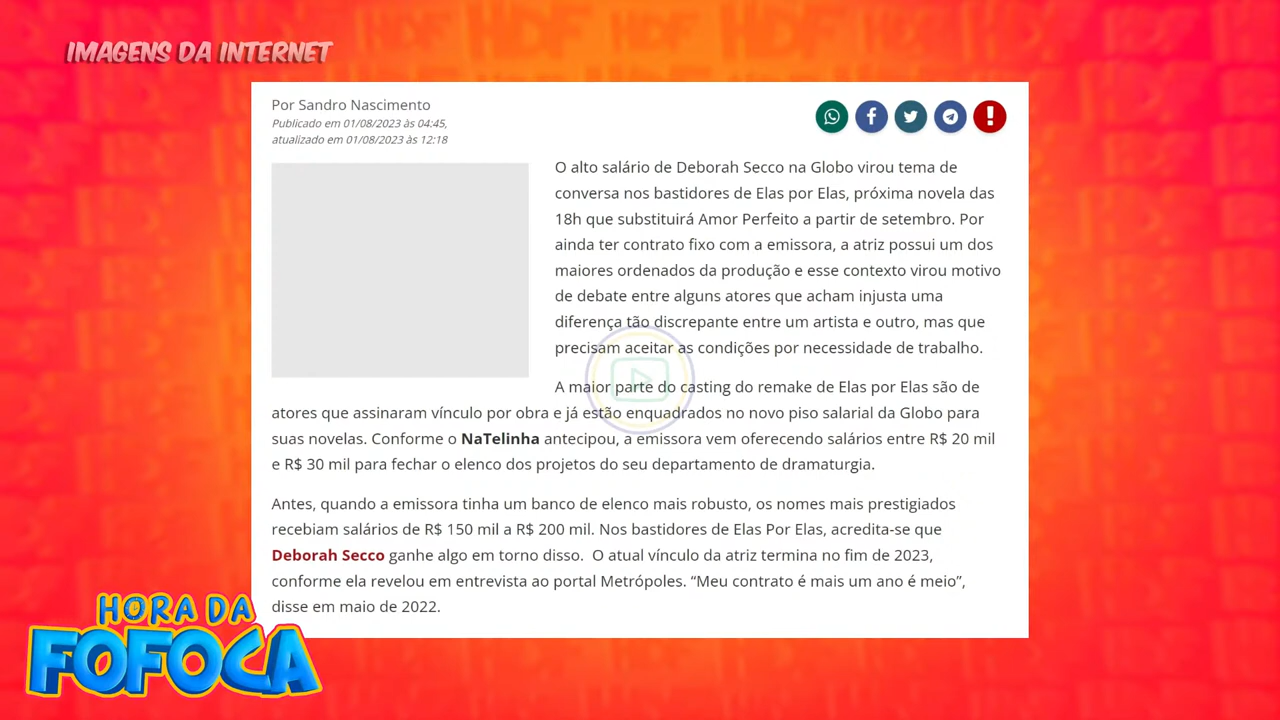 IMAGENS DA INTERNET
Por Sandro Nascimento
Publicado em 01/08/2023 às 04:45,
atualizado em 01/08/2023 às 12:18
O alto salário de Deborah Secco na Globo virou tema de
conversa nos bastidores de Elas por Elas, próxima novela das
18h que substituirá Amor Perfeito a partir de setembro. Por
ainda ter contrato fixo com a emissora, a atriz possui um dos
maiores ordenados da produção e esse contexto virou motivo
de debate entre alguns atores que acham injusta uma
diferença tão discrepante entre um artista e outro, mas que
precisam aceitar as condições por necessidade de trabalho.
A maior parte do casting do remake de Elas por Elas são de
atores que assinaram vínculo por obra e já estão enquadrados no novo piso salarial da Globo para
suas novelas. Conforme o NaTelinha antecipou, a emissora vem oferecendo salários entre R$ 20 mil
e R$ 30 mil para fechar o elenco dos projetos do seu departamento de dramaturgia.
Antes, quando a emissora tinha um banco de elenco mais robusto, os nomes mais prestigiados
recebiam salários de R$ 150 mil a R$ 200 mil. Nos bastidores de Elas Por Elas, acredita-se que
Deborah Secco ganhe algo em torno disso.  O atual vínculo da atriz termina no fim de 2023,
conforme ela revelou em entrevista ao portal Metrópoles. “Meu contrato é mais um ano é meio”,
disse em maio de 2022.
HORA DA
FOFOCA